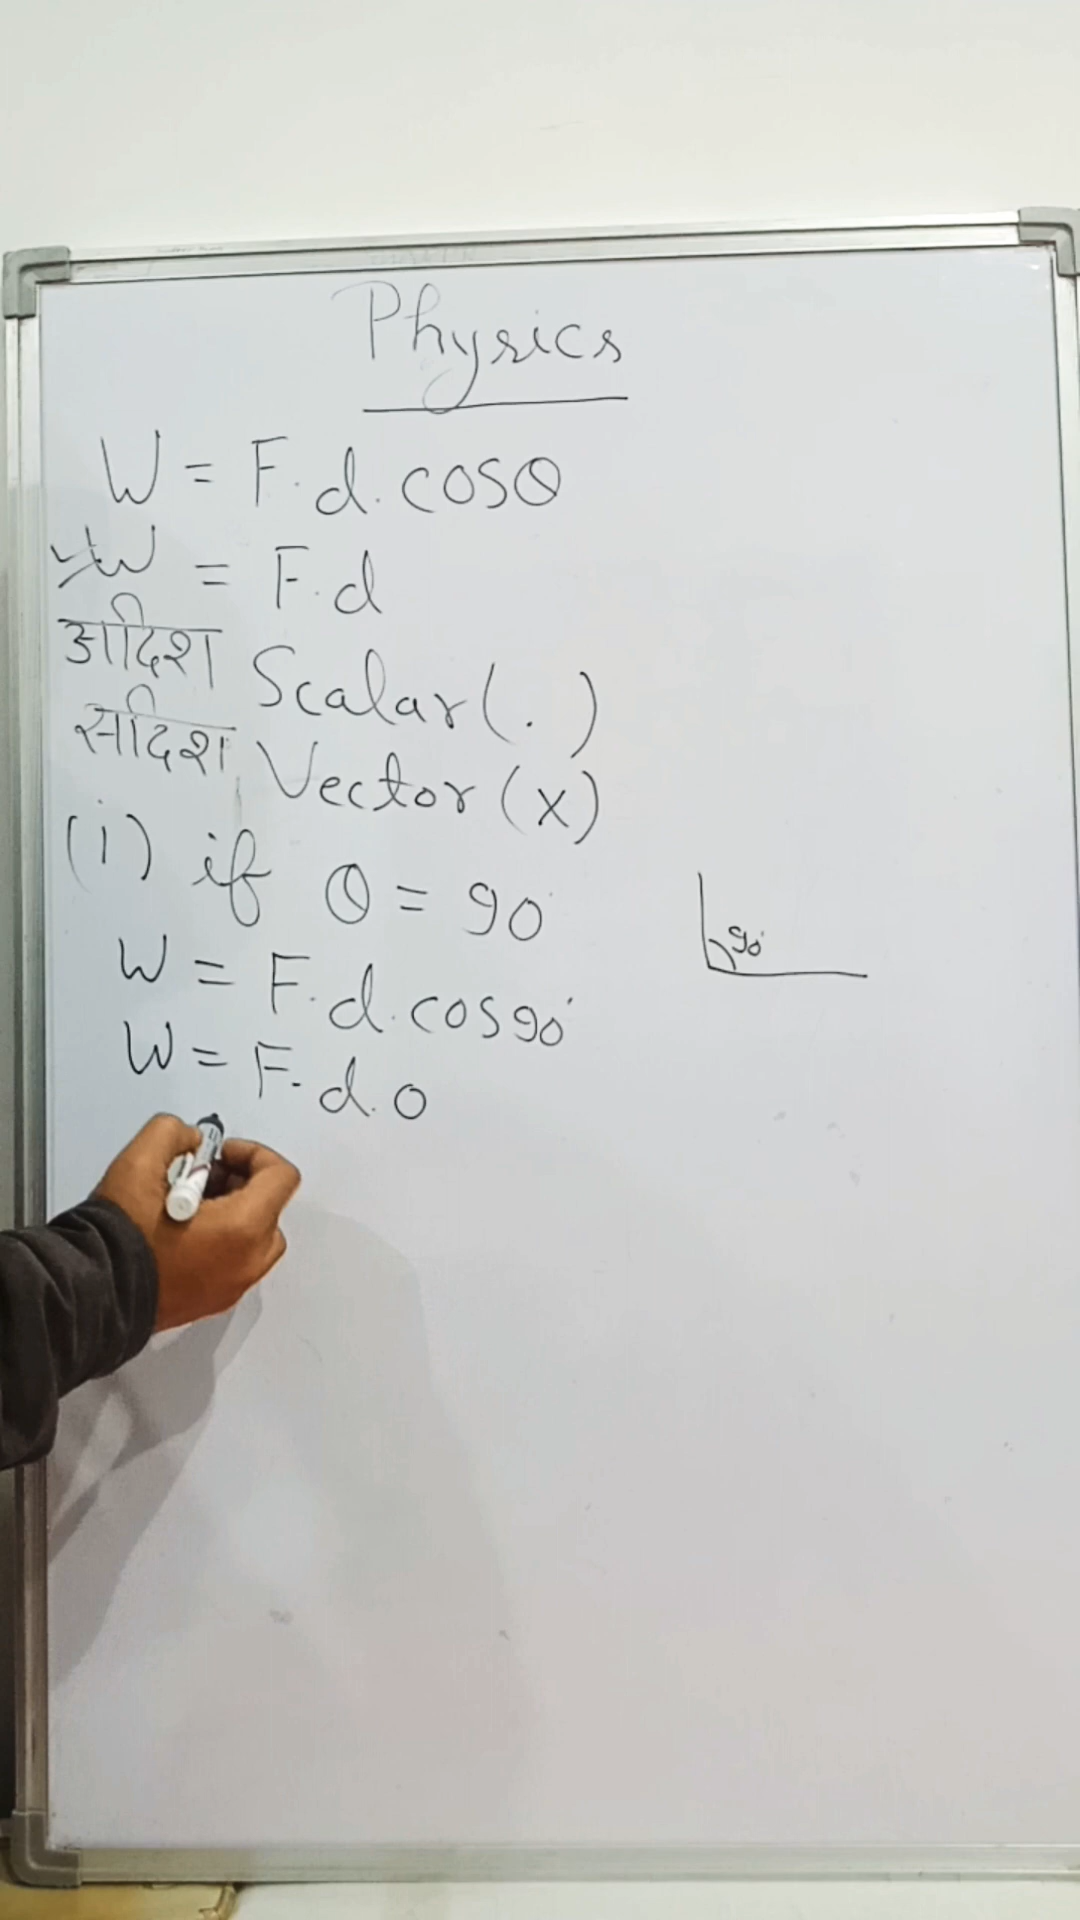 Physics
W = F.d.cosθ
W = F.d
अदिश Scalar (.)
सदिश Vector (x)
(i) if θ = 90°
90°
W = F.d.cos90°
W = F.d.0